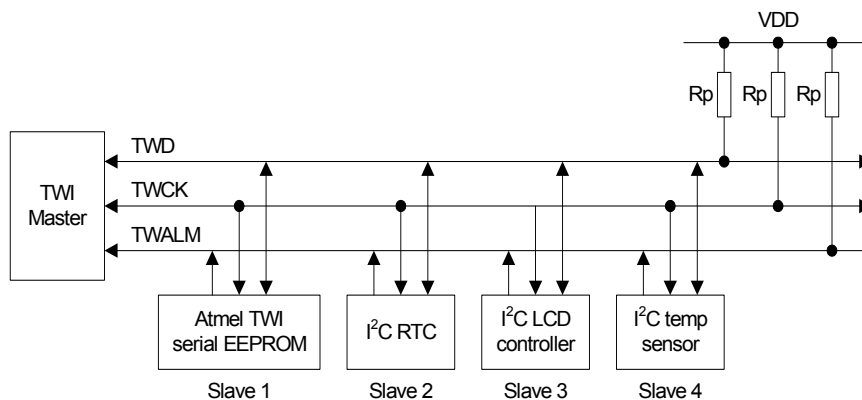 VDD
Rp Rp Rp
TWD
TWI
Master
TWCK
TWALM
Atmel TWI
serial EEPROM
I²C RTC
I²C LCD
controller
I²C temp
sensor
Slave 1 Slave 2 Slave 3 Slave 4